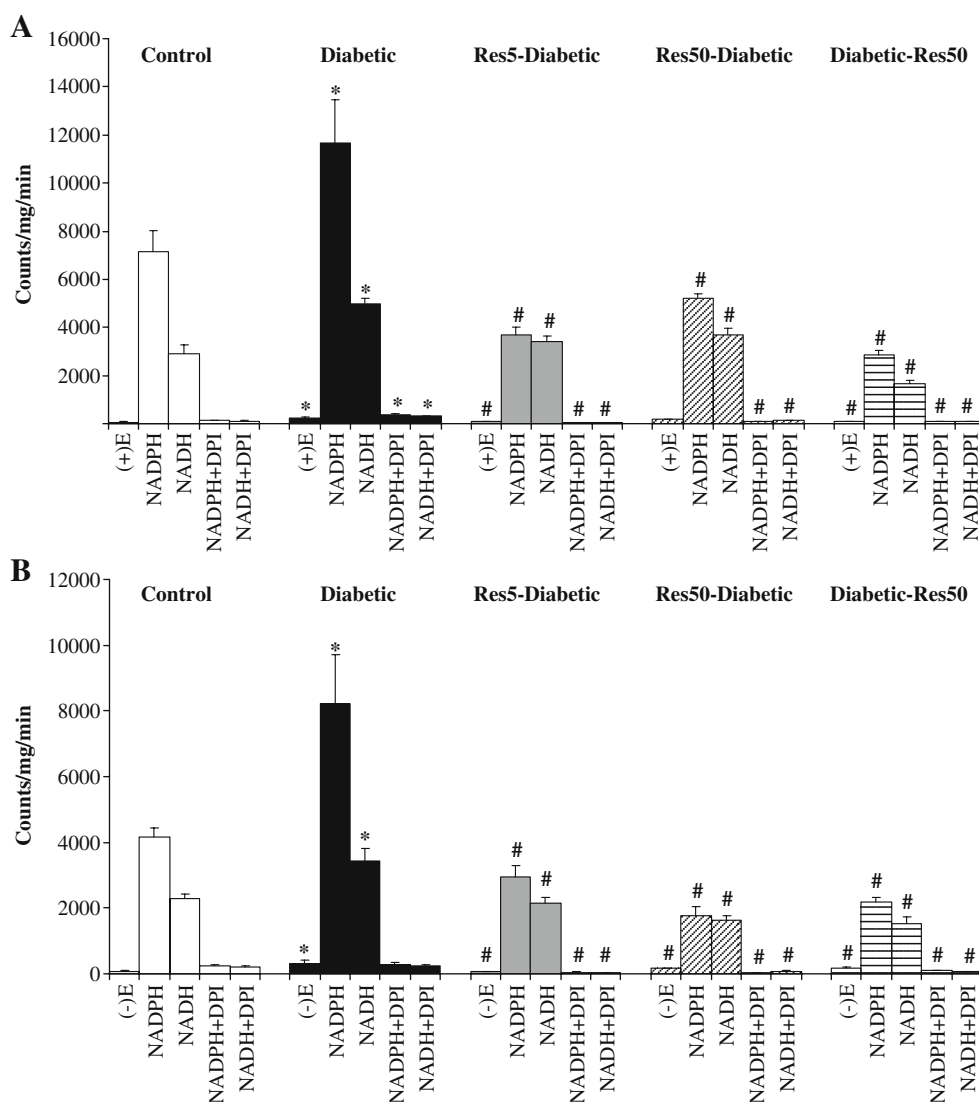 A
16000
14000
12000
10000
8000
6000
4000
2000
Counts/mg/min
Control Diabetic Res5-Diabetic Res50-Diabetic Diabetic-Res50
* * * * *
# # # # #
# # # #
# # # # #
(+)E NADPH NADH NADPH+DPI NADH+DPI
(+)E NADPH NADH NADPH+DPI NADH+DPI
(+)E NADPH NADH NADPH+DPI NADH+DPI
(+)E NADPH NADH NADPH+DPI NADH+DPI
(+)E NADPH NADH NADPH+DPI NADH+DPI
B
12000
10000
8000
6000
4000
2000
0
Counts/mg/min
Control Diabetic Res5-Diabetic Res50-Diabetic Diabetic-Res50
* * *
# # # # #
# # # # #
# # # # #
(-)E NADPH NADH NADPH+DPI NADH+DPI
(-)E NADPH NADH NADPH+DPI NADH+DPI
(-)E NADPH NADH NADPH+DPI NADH+DPI
(-)E NADPH NADH NADPH+DPI NADH+DPI
(-)E NADPH NADH NADPH+DPI NADH+DPI